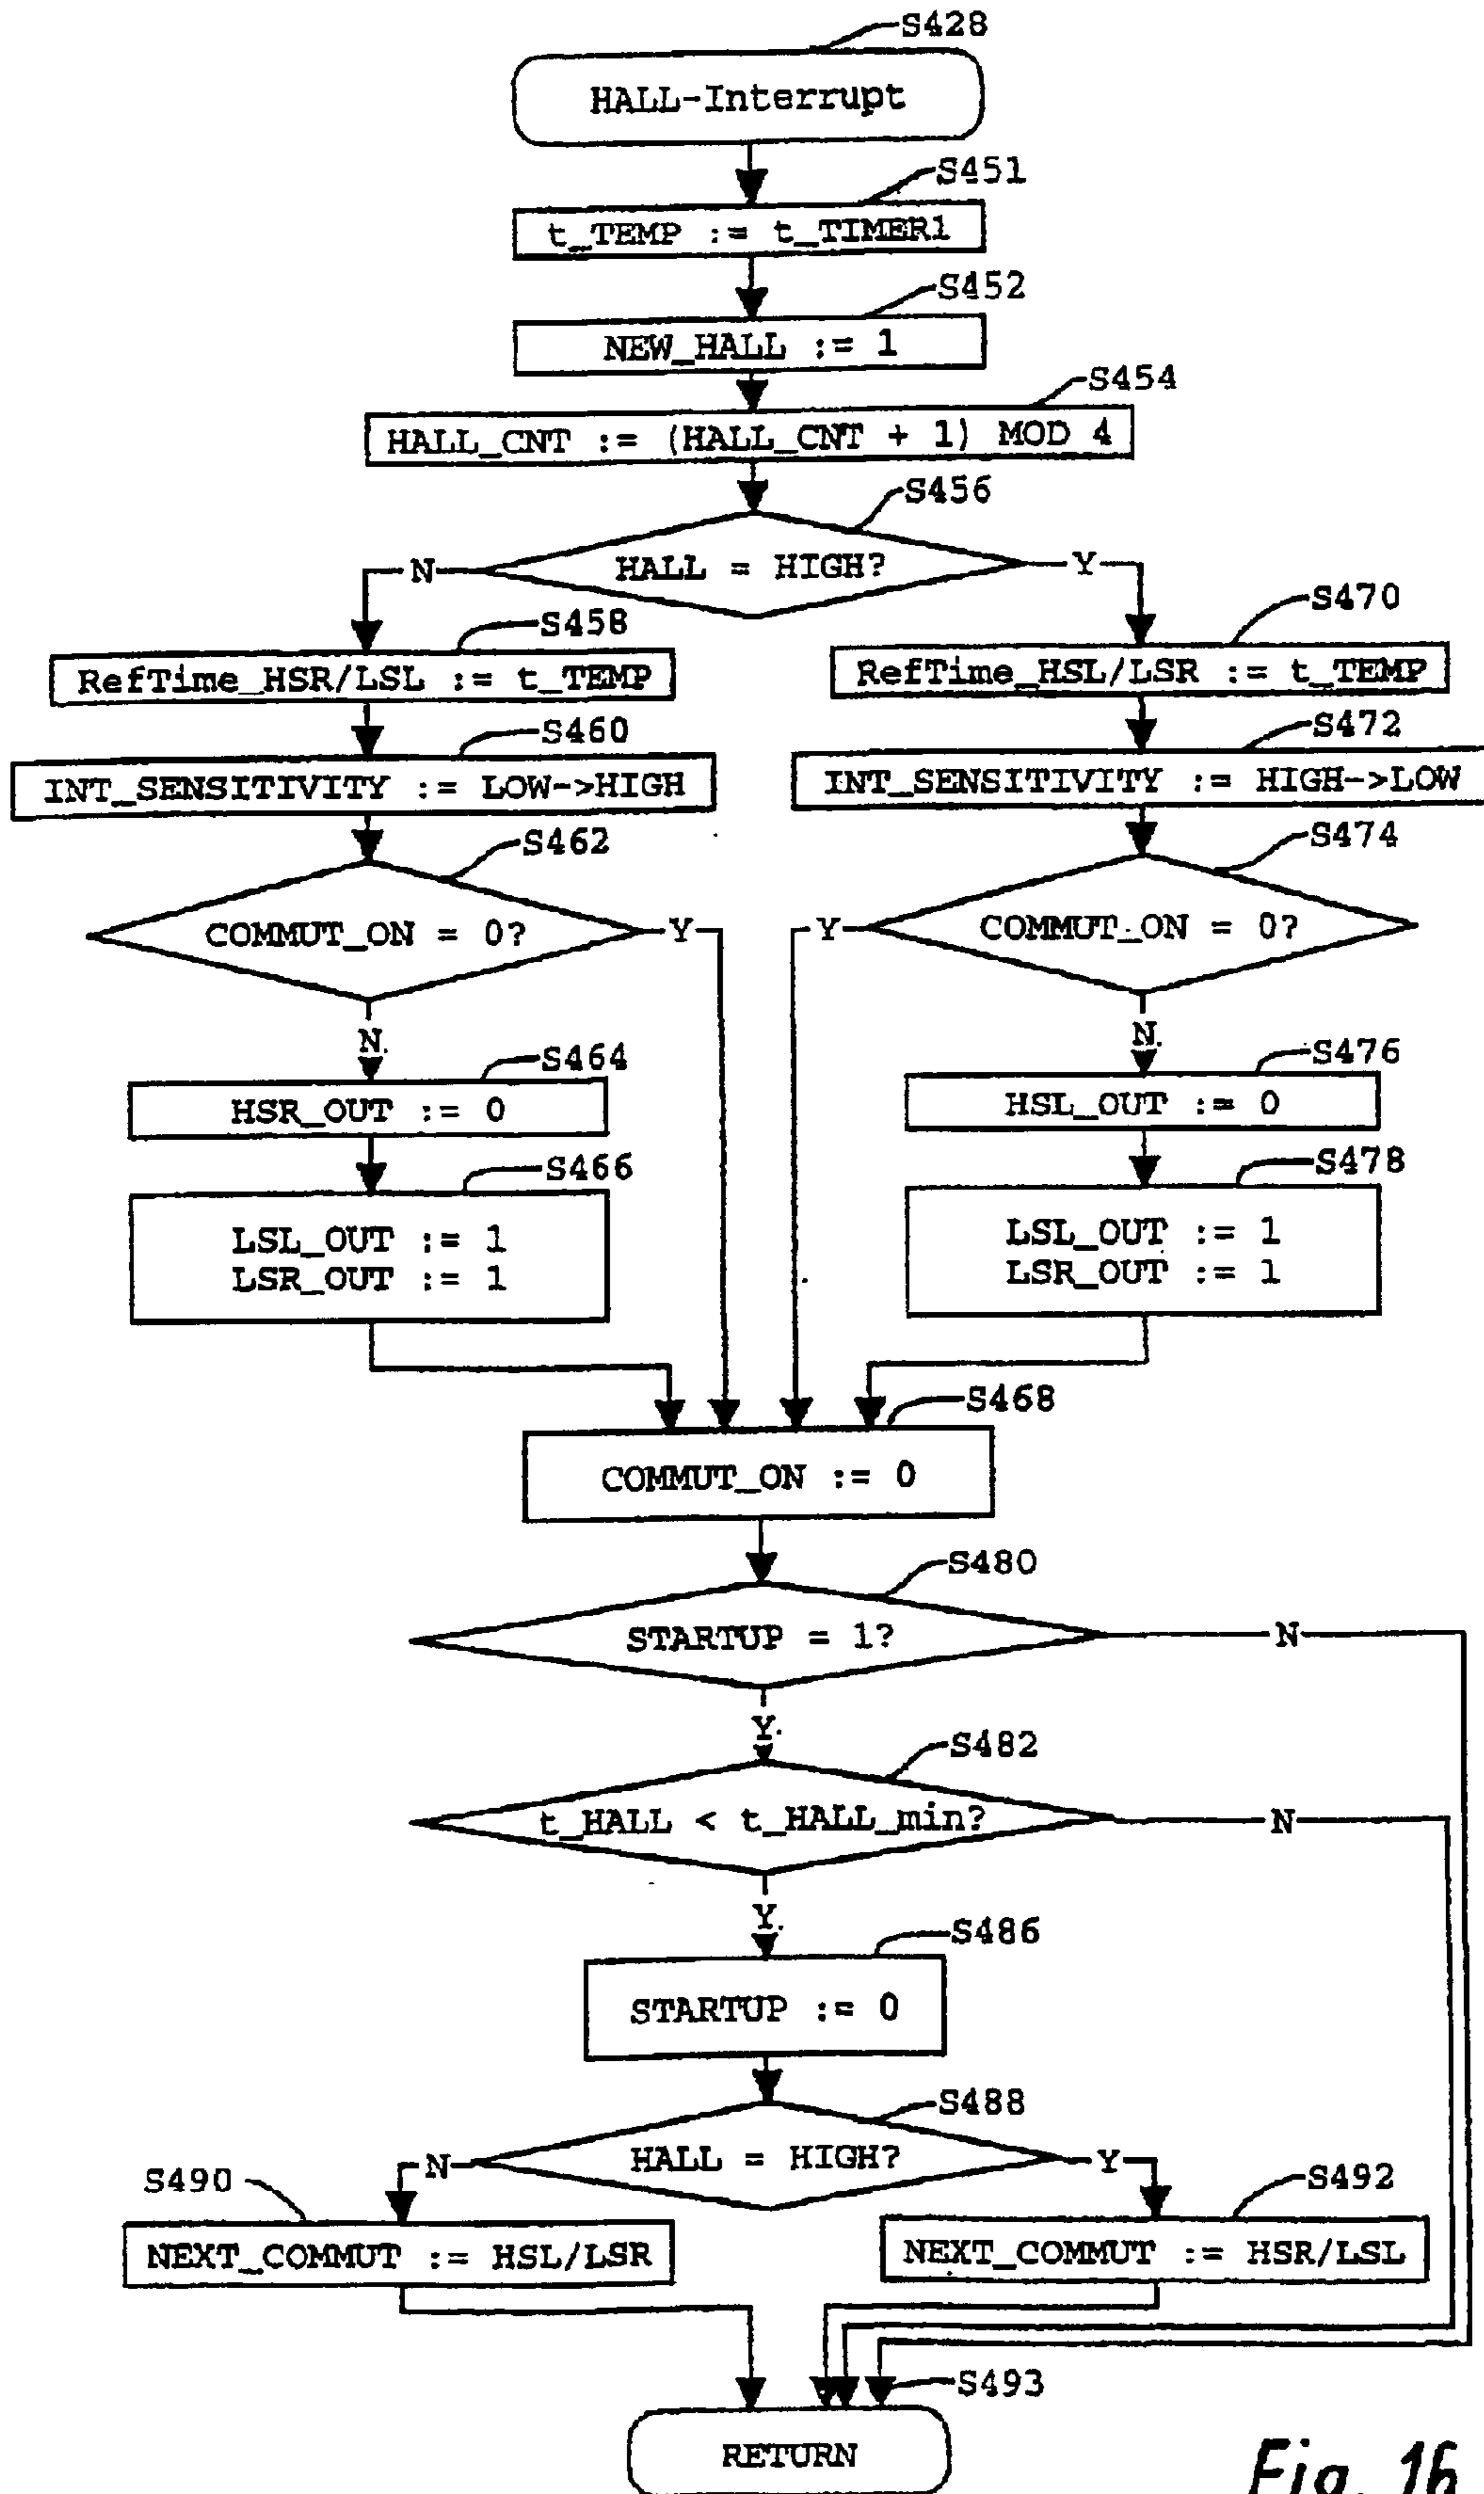 S428
HALL-Interrupt
S451
t_TEMP := t_TIMER1
S452
NEW_HALL := 1
S454
HALL_CNT := (HALL_CNT + 1) MOD 4
S456
N
HALL = HIGH?
Y
S458
S470
RefTime_HSR/LSL := t_TEMP
RefTime_HSL/LSR := t_TEMP
S460
S472
INT_SENSITIVITY := LOW->HIGH
INT_SENSITIVITY := HIGH->LOW
S462
S474
COMMUT_ON = 0?
Y
Y
COMMUT_ON = 0?
N
N
S464
S476
HSR_OUT := 0
HSL_OUT := 0
S466
S478
LSL_OUT := 1
LSR_OUT := 1
LSL_OUT := 1
LSR_OUT := 1
S468
COMMUT_ON := 0
S480
STARTUP = 1?
N
Y
S482
t_HALL < t_HALL_min?
N
Y
S486
STARTUP := 0
S488
N
HALL = HIGH?
Y
S490
S492
NEXT_COMMUT := HSL/LSR
NEXT_COMMUT := HSR/LSL
S493
RETURN
Fig. 16